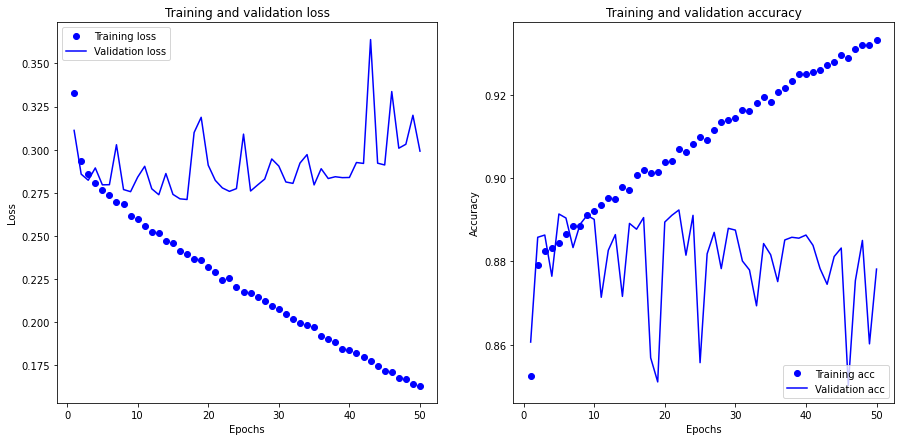 Training and validation loss
Training loss
Validation loss
0.350
0.325
0.300
0.275
0.250
0.225
0.200
0.175
Loss
0
10
20
30
40
50
Epochs
Training and validation accuracy
0.92
0.90
0.88
0.86
Accuracy
Training acc
Validation acc
0
10
20
30
40
50
Epochs